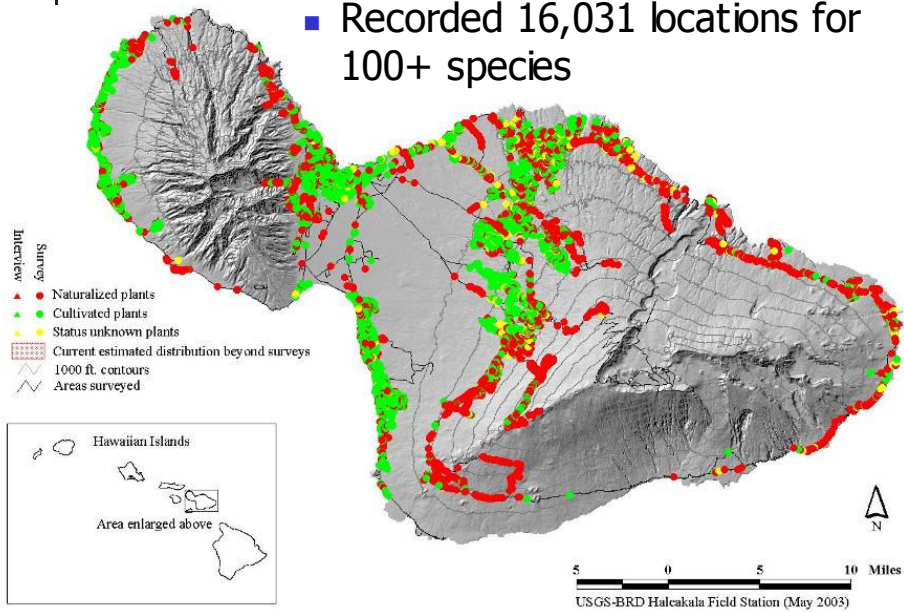 Recorded 16,031 locations for
100+ species
Survey
Interview
Naturalized plants
Cultivated plants
Status unknown plants
Current estimated distribution beyond surveys
1000 ft. contours
Areas surveyed
Hawaiian Islands
Area enlarged above
N
5 0 5 10 Miles
USGS-BRD Haleakala Field Station (May 2003)